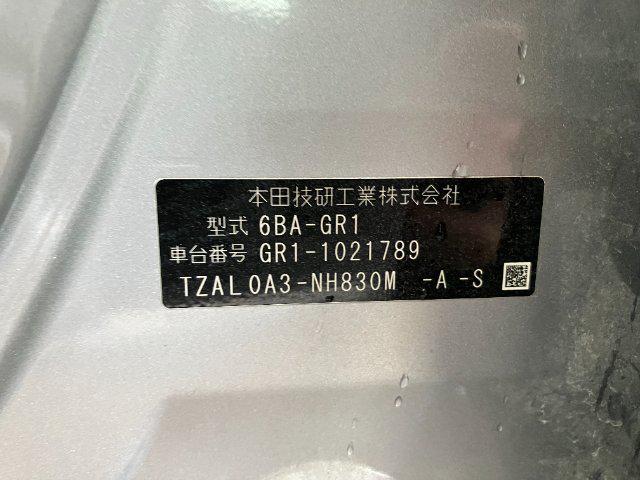 本田技研工業株式会社
型式 6BA-GR1
車台番号 GR1-1021789
TZAL0A3-NH830M -A-S